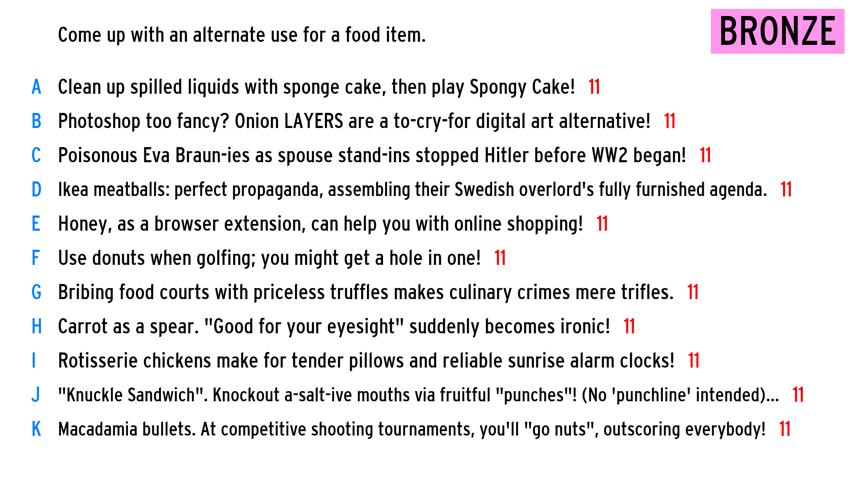 Come up with an alternate use for a food item.
BRONZE
A Clean up spilled liquids with sponge cake, then play Spongy Cake! 11
B Photoshop too fancy? Onion LAYERS are a to-cry-for digital art alternative! 11
C Poisonous Eva Braun-ies as spouse stand-ins stopped Hitler before WW2 began! 11
D Ikea meatballs: perfect propaganda, assembling their Swedish overlord's fully furnished agenda. 11
E Honey, as a browser extension, can help you with online shopping! 11
F Use donuts when golfing; you might get a hole in one! 11
G Bribing food courts with priceless truffles makes culinary crimes mere trifles. 11
H Carrot as a spear. "Good for your eyesight" suddenly becomes ironic! 11
I Rotisserie chickens make for tender pillows and reliable sunrise alarm clocks! 11
J "Knuckle Sandwich". Knockout a-salt-ive mouths via fruitful "punches"! (No 'punchline' intended)... 11
K Macadamia bullets. At competitive shooting tournaments, you'll "go nuts", outscoring everybody! 11